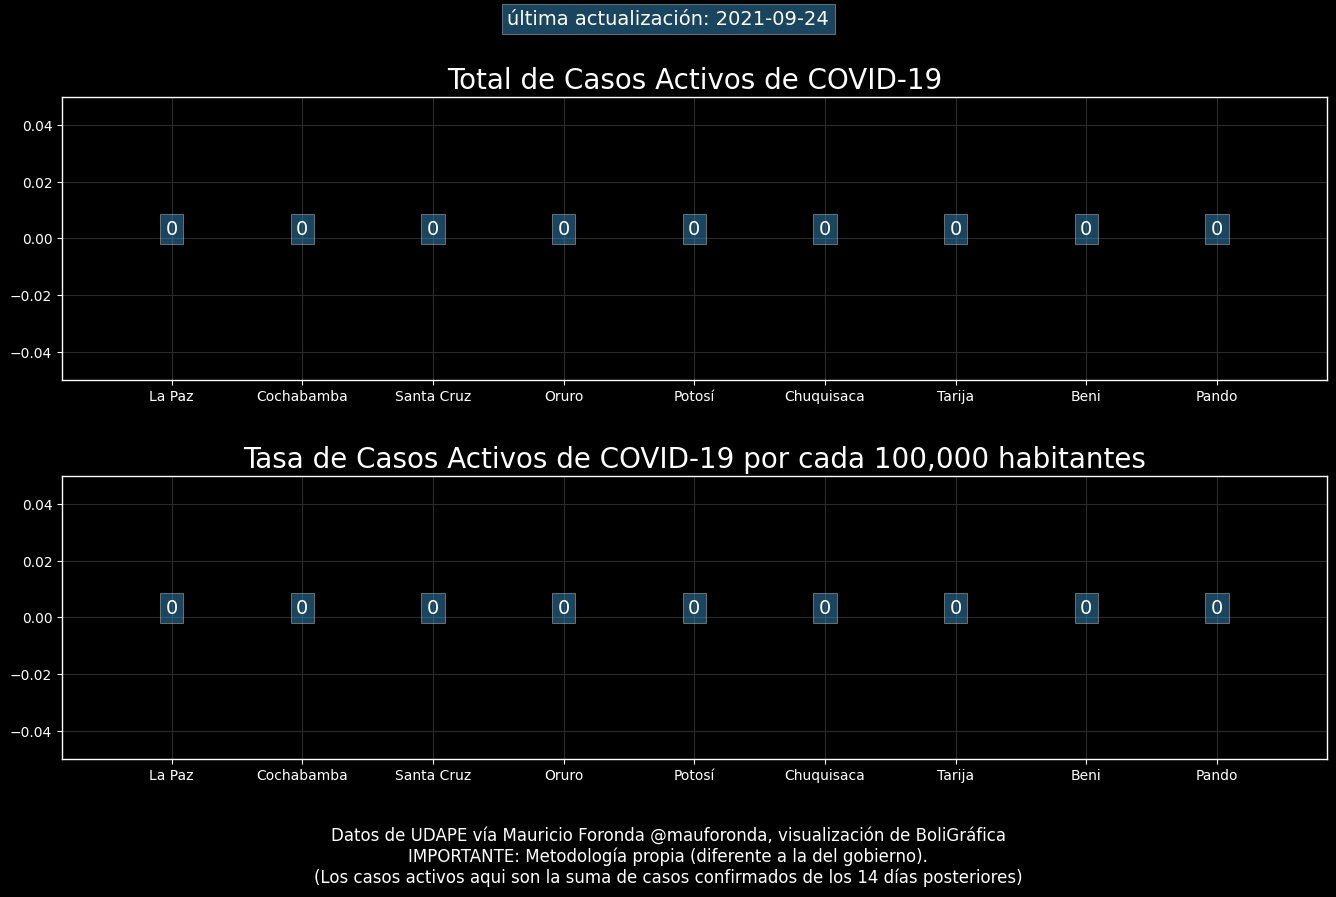 última actualización: 2021-09-24
Total de Casos Activos de COVID-19
0.04
0.02
0.00
−0.02
−0.04
0 0 0 0 0 0 0 0 0
La Paz Cochabamba Santa Cruz Oruro Potosí Chuquisaca Tarija Beni Pando
Tasa de Casos Activos de COVID-19 por cada 100,000 habitantes
0.04
0.02
0.00
−0.02
−0.04
0 0 0 0 0 0 0 0 0
La Paz Cochabamba Santa Cruz Oruro Potosí Chuquisaca Tarija Beni Pando
Datos de UDAPE vía Mauricio Foronda @mauforonda, visualización de BoliGráfica
IMPORTANTE: Metodología propia (diferente a la del gobierno).
(Los casos activos aqui son la suma de casos confirmados de los 14 días posteriores)